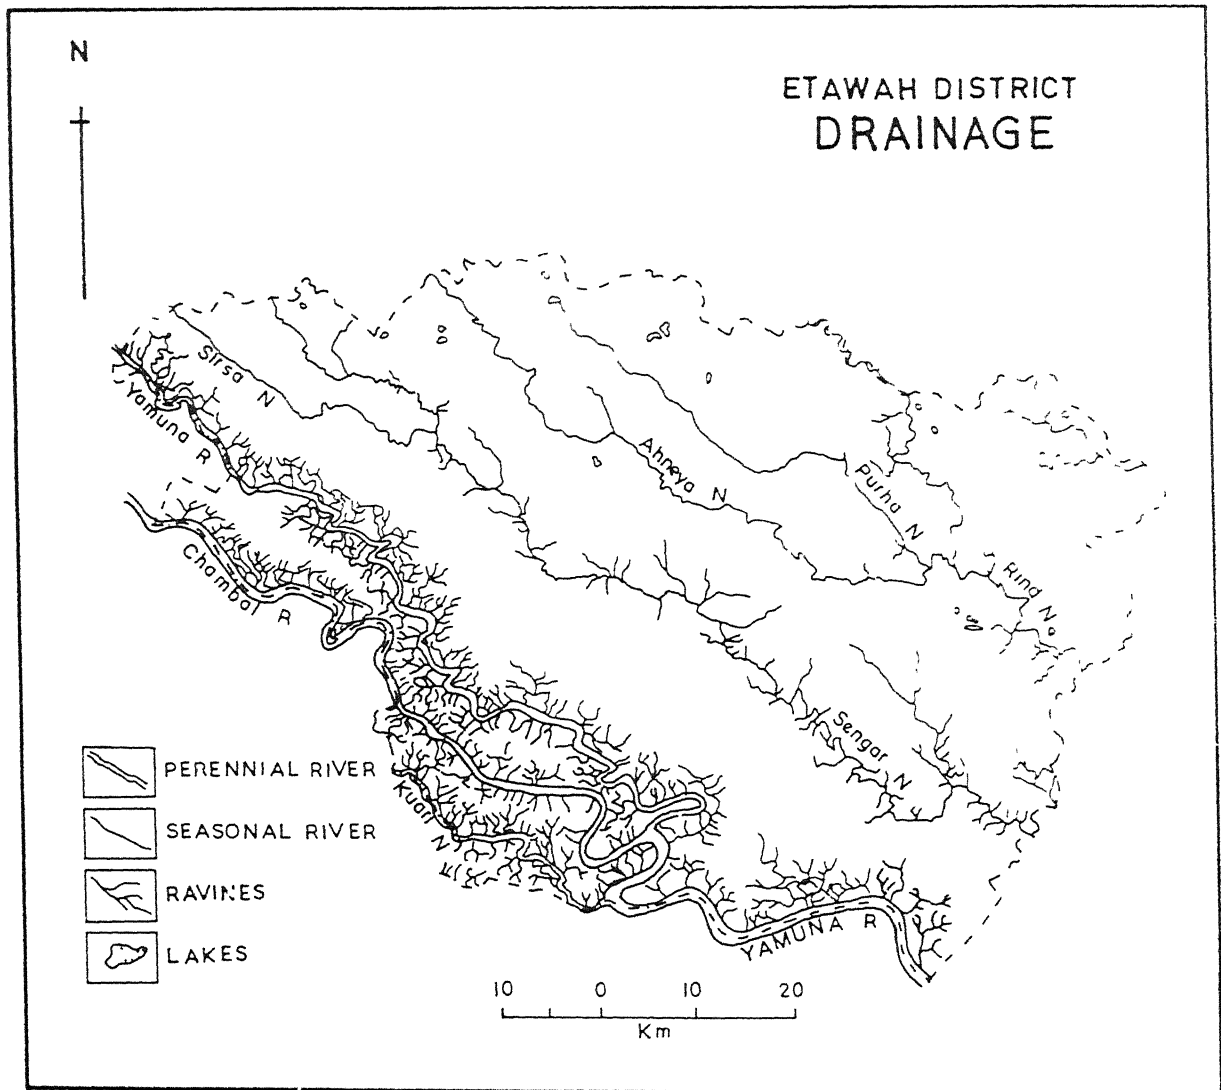 N
ETAWAH DISTRICT
DRAINAGE
Sirsa N
Yamuna R
Ahneya N
Purha N
Chambal R
Rind N
Sengar N
Kuari N
PERENNIAL RIVER
SEASONAL RIVER
RAVINES
LAKES
YAMUNA R
10 0 10 20
Km